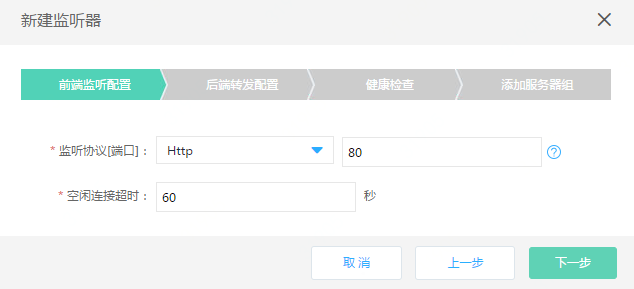 新建监听器
前端监听配置 后端转发配置 健康检查 添加服务器组
* 监听协议[端口]： Http 80 ?
* 空闲连接超时： 60 秒
取 消 上一步 下一步